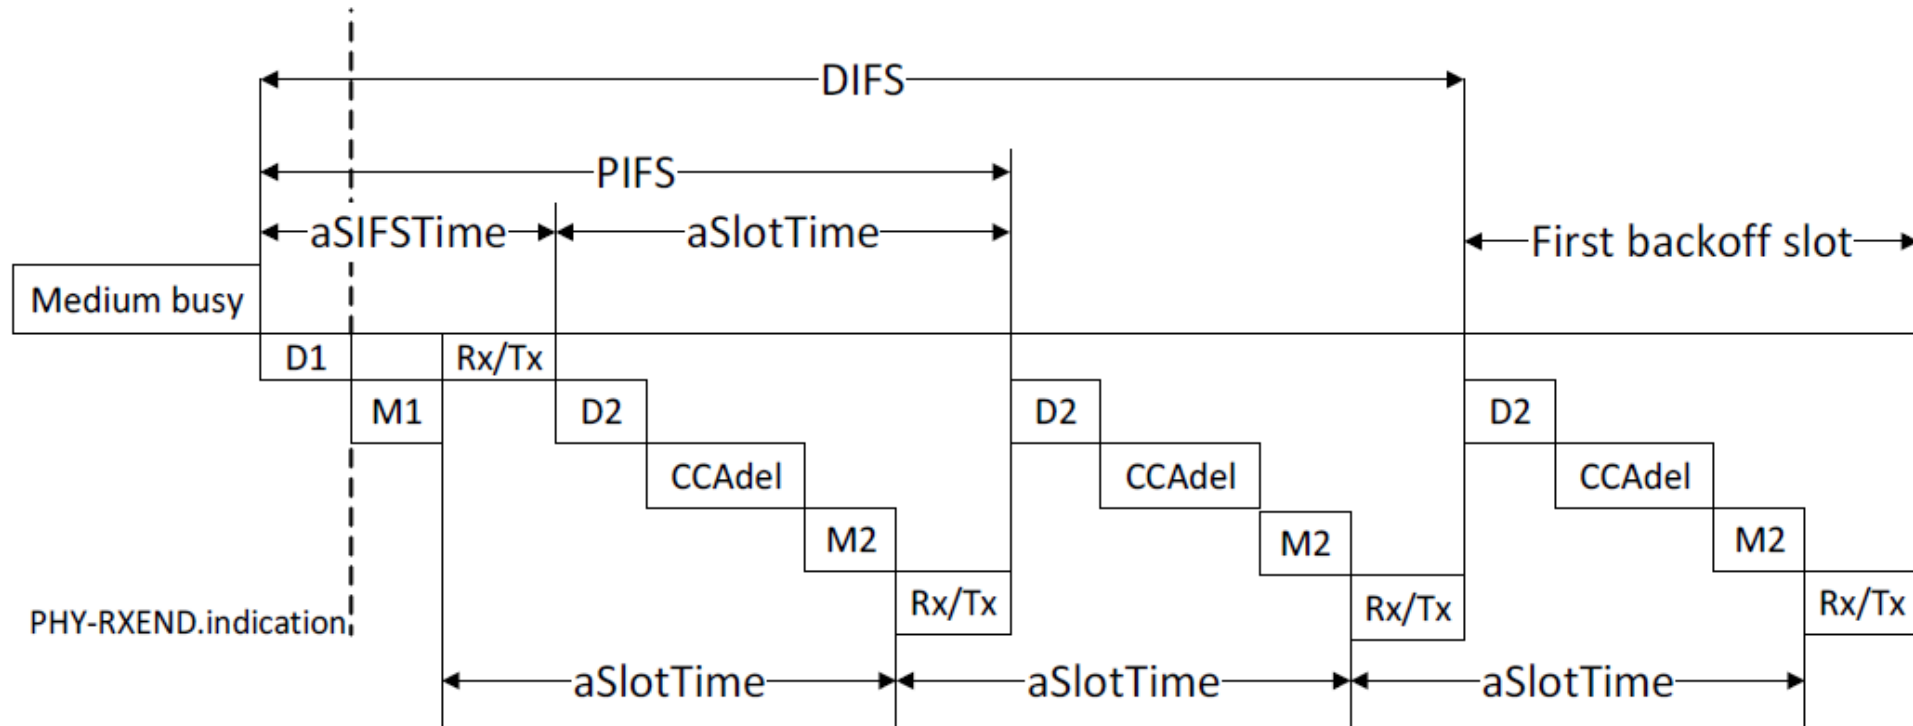 DIFS
PIFS
aSIFSTime
aSlotTime
First backoff slot
Medium busy
D1
Rx/Tx
M1
D2
D2
D2
CCAdel
CCAdel
CCAdel
M2
M2
M2
Rx/Tx
Rx/Tx
Rx/Tx
PHY-RXEND.indication
aSlotTime
aSlotTime
aSlotTime